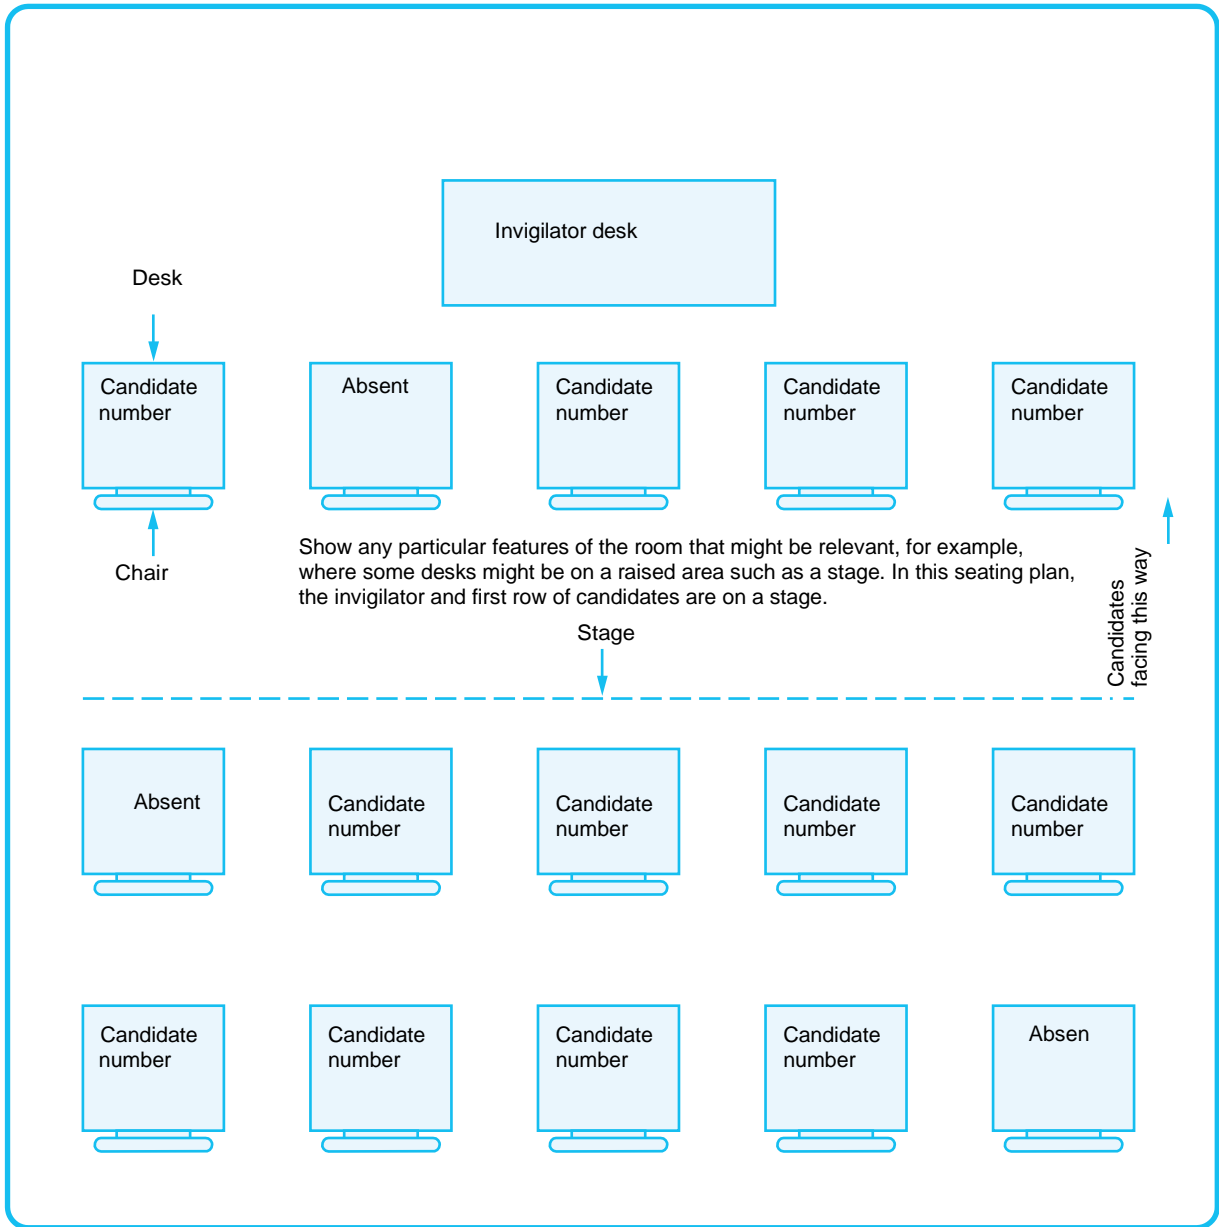 Invigilator desk
Desk
Candidate
number
Absent
Candidate
number
Candidate
number
Candidate
number
Chair
Show any particular features of the room that might be relevant, for example,
where some desks might be on a raised area such as a stage. In this seating plan,
the invigilator and first row of candidates are on a stage.
Stage
Candidates
facing this way
Absent
Candidate
number
Candidate
number
Candidate
number
Candidate
number
Candidate
number
Candidate
number
Candidate
number
Candidate
number
Absen